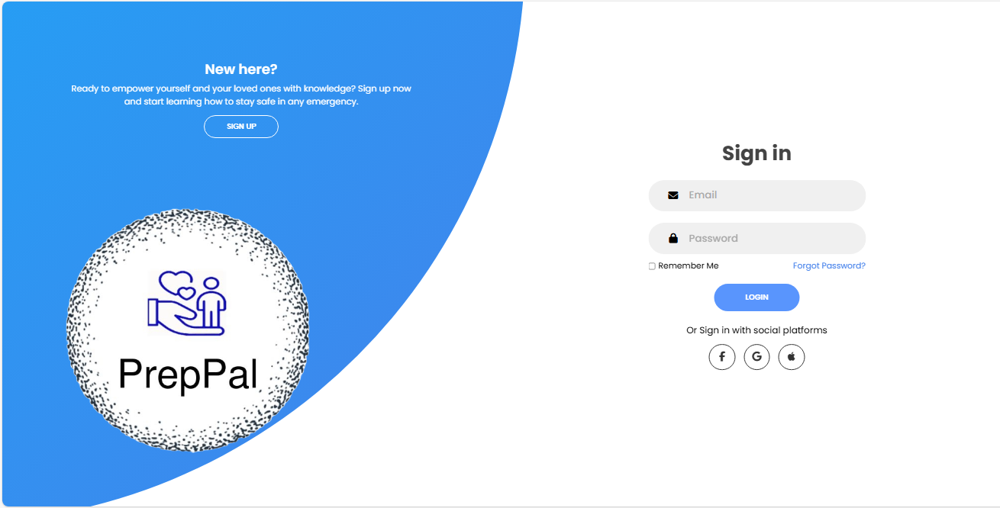 New here?
Ready to empower yourself and your loved ones with knowledge? Sign up now
and start learning how to stay safe in any emergency.
SIGN UP
PrepPal
Sign in
Email
Password
Remember Me
Forgot Password?
LOGIN
Or Sign in with social platforms